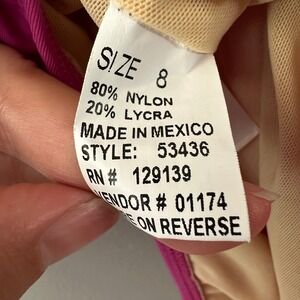 SIZE 8
80% NYLON
20% LYCRA
MADE IN MEXICO
STYLE: 53436
RN # 129139
VENDOR # 01174
ON REVERSE